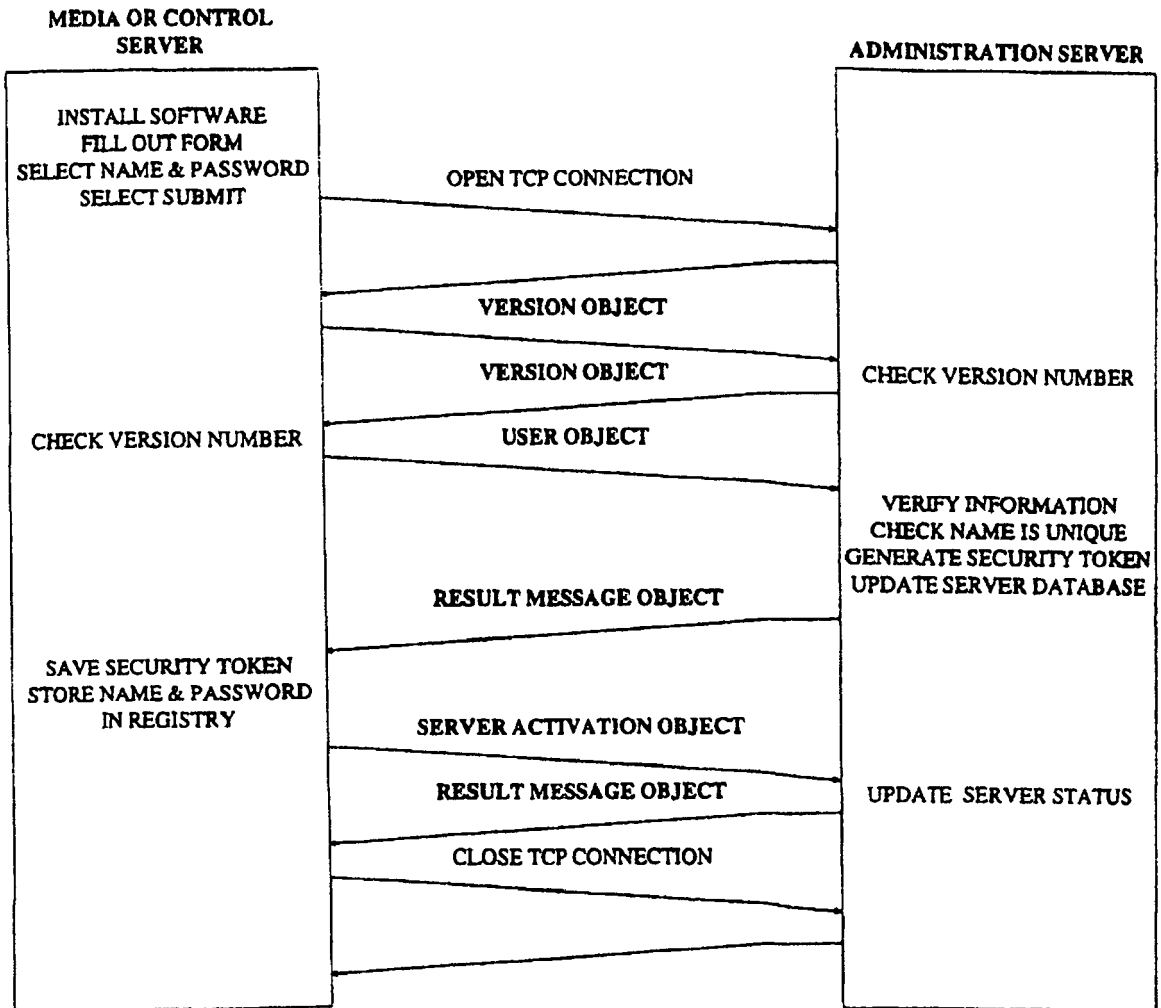 MEDIA OR CONTROL
SERVER
ADMINISTRATION SERVER
INSTALL SOFTWARE
FILL OUT FORM
SELECT NAME & PASSWORD
SELECT SUBMIT
OPEN TCP CONNECTION
VERSION OBJECT
VERSION OBJECT
CHECK VERSION NUMBER
CHECK VERSION NUMBER
USER OBJECT
VERIFY INFORMATION
CHECK NAME IS UNIQUE
GENERATE SECURITY TOKEN
UPDATE SERVER DATABASE
RESULT MESSAGE OBJECT
SAVE SECURITY TOKEN
STORE NAME & PASSWORD
IN REGISTRY
SERVER ACTIVATION OBJECT
RESULT MESSAGE OBJECT
UPDATE SERVER STATUS
CLOSE TCP CONNECTION